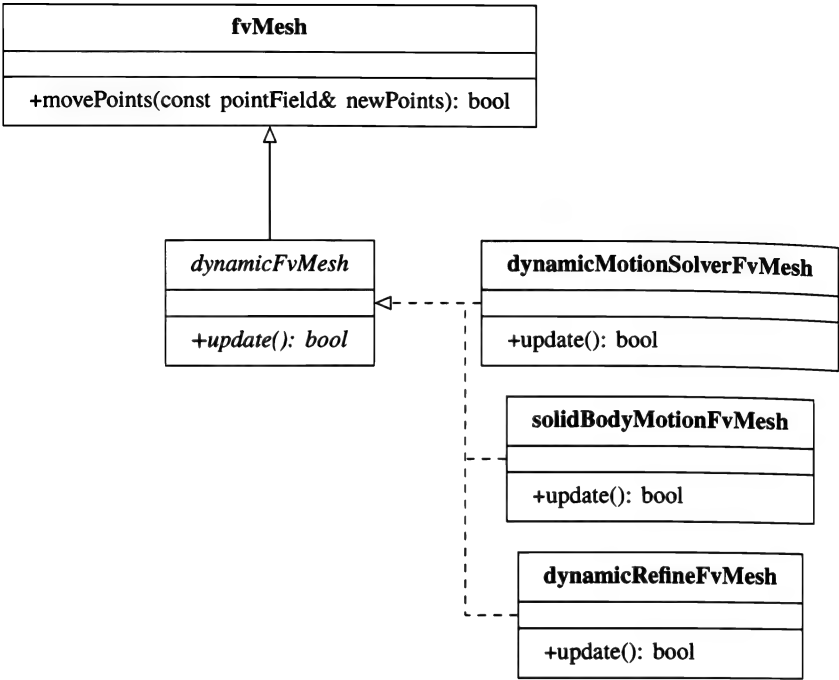 fvMesh
+movePoints(const pointField& newPoints): bool
dynamicFvMesh
+update(): bool
dynamicMotionSolverFvMesh
+update(): bool
solidBodyMotionFvMesh
+update(): bool
dynamicRefineFvMesh
+update(): bool